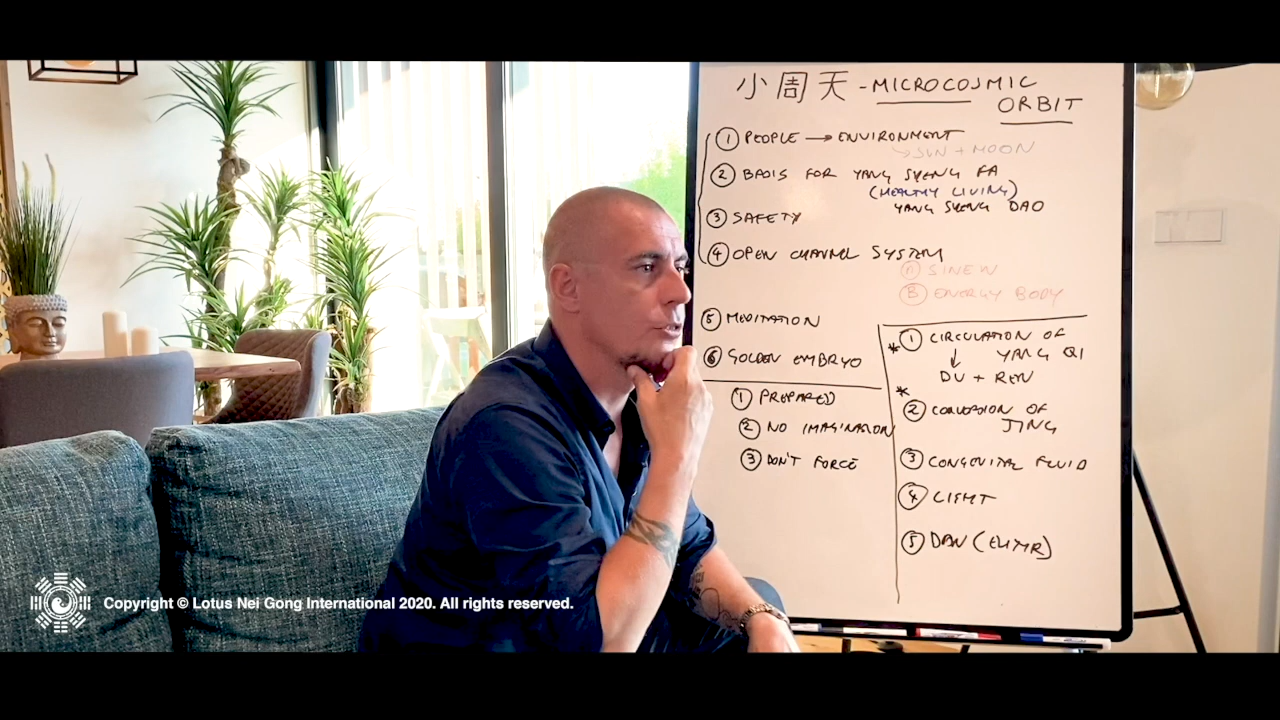 小周天 - MICROCOSMIC
ORBIT
① PEOPLE → ENVIRONMENT
↘ SUN + MOON
② BASIS FOR YANG SHENG FA
(HEALTHY LIVING)
YANG SHENG DAO
③ SAFETY
④ OPEN CHANNEL SYSTEM
Ⓐ SINEW
Ⓑ ENERGY BODY
⑤ MEDITATION
⑥ GOLDEN EMBRYO
① PREPARED
② NO IMAGINATION
③ DON'T FORCE
* ① CIRCULATION OF
YANG QI
↓
DU + REN
* ② CONVERSION OF
JING
③ CONGENITAL FLUID
④ LIGHT
⑤ DAN (ELIXIR)
Copyright © Lotus Nei Gong International 2020. All rights reserved.